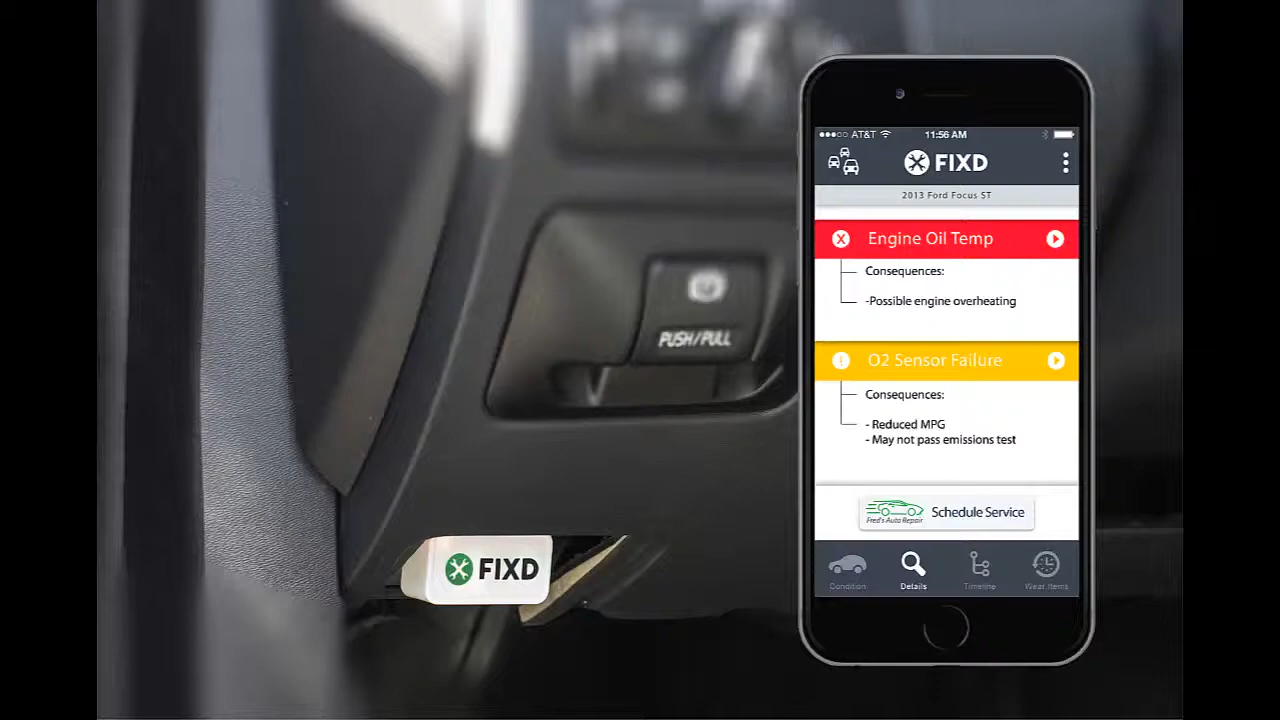 PUSH/PULL
FIXD
AT&T
11:56 AM
FIXD
2013 Ford Focus ST
X Engine Oil Temp
Consequences:
-Possible engine overheating
! O2 Sensor Failure
Consequences:
- Reduced MPG
- May not pass emissions test
Fred's Auto Repair
Schedule Service
Condition
Details
Timeline
Wear Items